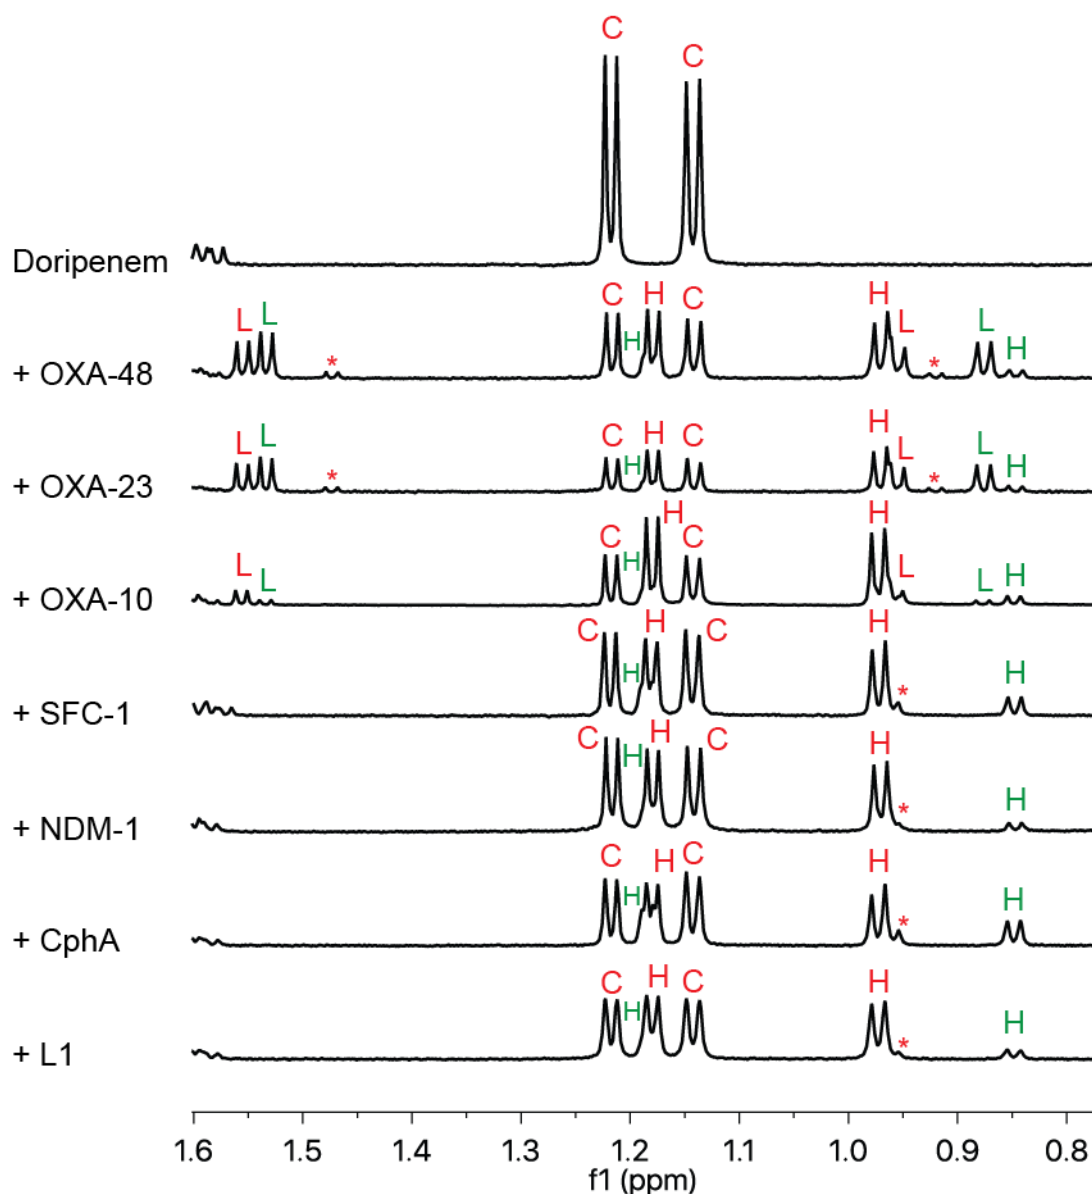 C
C
Doripenem
L L * C H H C H L * L H
+ OXA-48
L L * C H H C H L * L H
+ OXA-23
L L C H H C H L L H
+ OXA-10
C H H C H * H
+ SFC-1
C H H C H * H
+ NDM-1
C H H C H * H
+ CphA
C H H C H * H
+ L1
1.6 1.5 1.4 1.3 1.2 1.1 1.0 0.9 0.8
f1 (ppm)